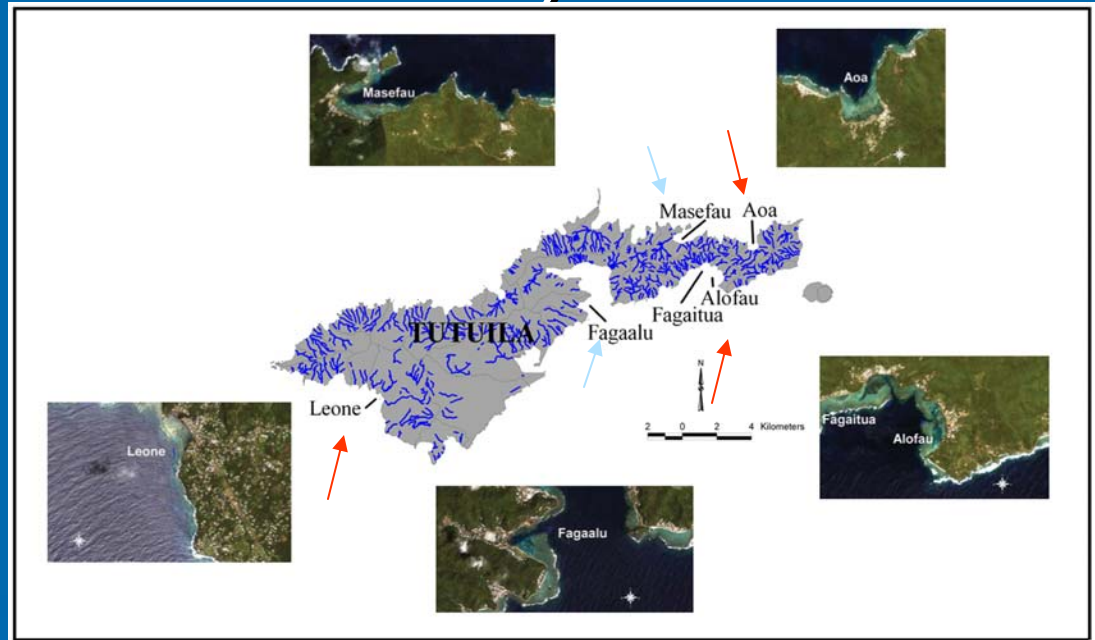 Masefau
Aoa
Masefau
Aoa
TUTUILA
Alofau
Fagaitua
Fagaalu
Leone
N
2 0 2 4 Kilometers
Leone
Fagaalu
Fagaitua
Alofau